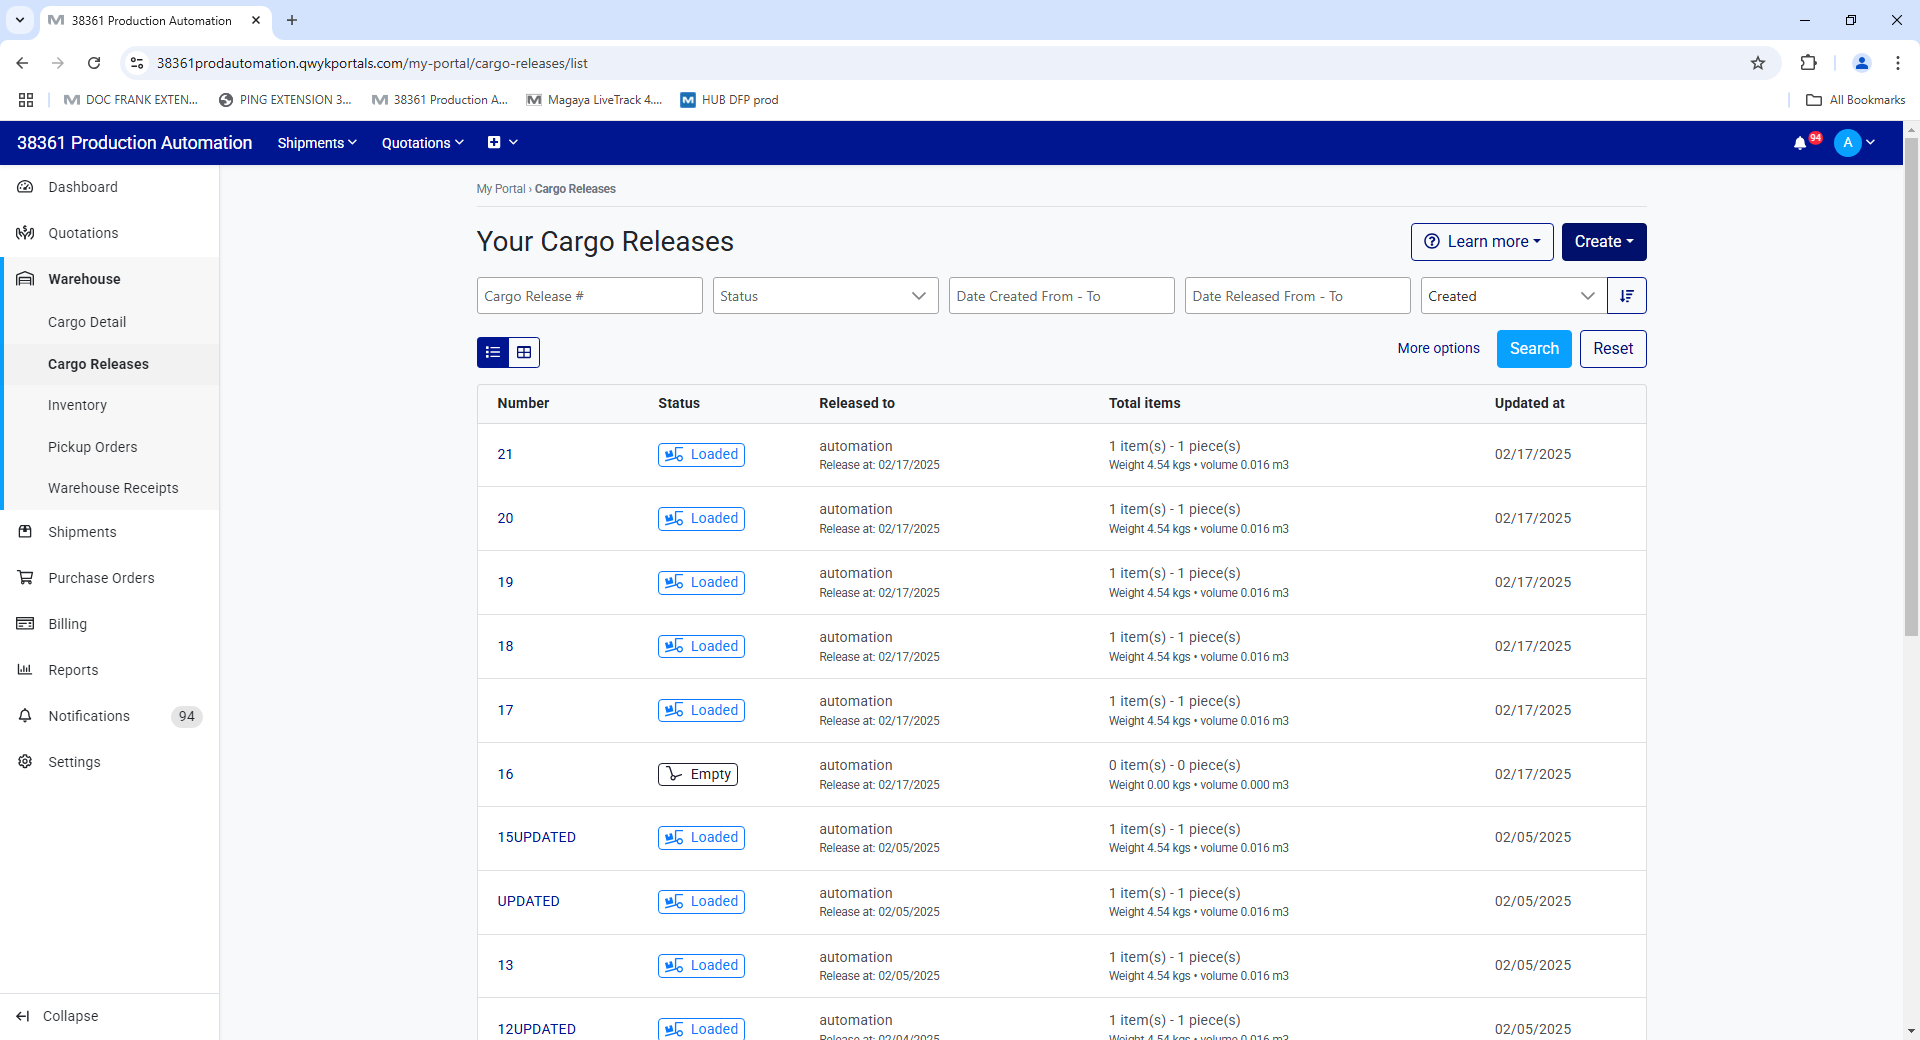 38361 Production Automation
38361prodautomation.qwykportals.com/my-portal/cargo-releases/list
DOC FRANK EXTEN...
PING EXTENSION 3...
38361 Production A...
Magaya LiveTrack 4....
HUB DFP prod
All Bookmarks
38361 Production Automation
Shipments
Quotations
94
A
Dashboard
Quotations
Warehouse
Cargo Detail
Cargo Releases
Inventory
Pickup Orders
Warehouse Receipts
Shipments
Purchase Orders
Billing
Reports
Notifications 94
Settings
Collapse
My Portal › Cargo Releases
Your Cargo Releases
Learn more
Create
Cargo Release #
Status
Date Created From - To
Date Released From - To
Created
More options
Search
Reset
Number Status Released to Total items Updated at
21 Loaded automation 1 item(s) - 1 piece(s) 02/17/2025
Release at: 02/17/2025 Weight 4.54 kgs • volume 0.016 m3
20 Loaded automation 1 item(s) - 1 piece(s) 02/17/2025
Release at: 02/17/2025 Weight 4.54 kgs • volume 0.016 m3
19 Loaded automation 1 item(s) - 1 piece(s) 02/17/2025
Release at: 02/17/2025 Weight 4.54 kgs • volume 0.016 m3
18 Loaded automation 1 item(s) - 1 piece(s) 02/17/2025
Release at: 02/17/2025 Weight 4.54 kgs • volume 0.016 m3
17 Loaded automation 1 item(s) - 1 piece(s) 02/17/2025
Release at: 02/17/2025 Weight 4.54 kgs • volume 0.016 m3
16 Empty automation 0 item(s) - 0 piece(s) 02/17/2025
Release at: 02/17/2025 Weight 0.00 kgs • volume 0.000 m3
15UPDATED Loaded automation 1 item(s) - 1 piece(s) 02/05/2025
Release at: 02/05/2025 Weight 4.54 kgs • volume 0.016 m3
UPDATED Loaded automation 1 item(s) - 1 piece(s) 02/05/2025
Release at: 02/05/2025 Weight 4.54 kgs • volume 0.016 m3
13 Loaded automation 1 item(s) - 1 piece(s) 02/05/2025
Release at: 02/05/2025 Weight 4.54 kgs • volume 0.016 m3
12UPDATED Loaded automation 1 item(s) - 1 piece(s) 02/05/2025
Release at: 02/04/2025 Weight 4.54 kgs • volume 0.016 m3